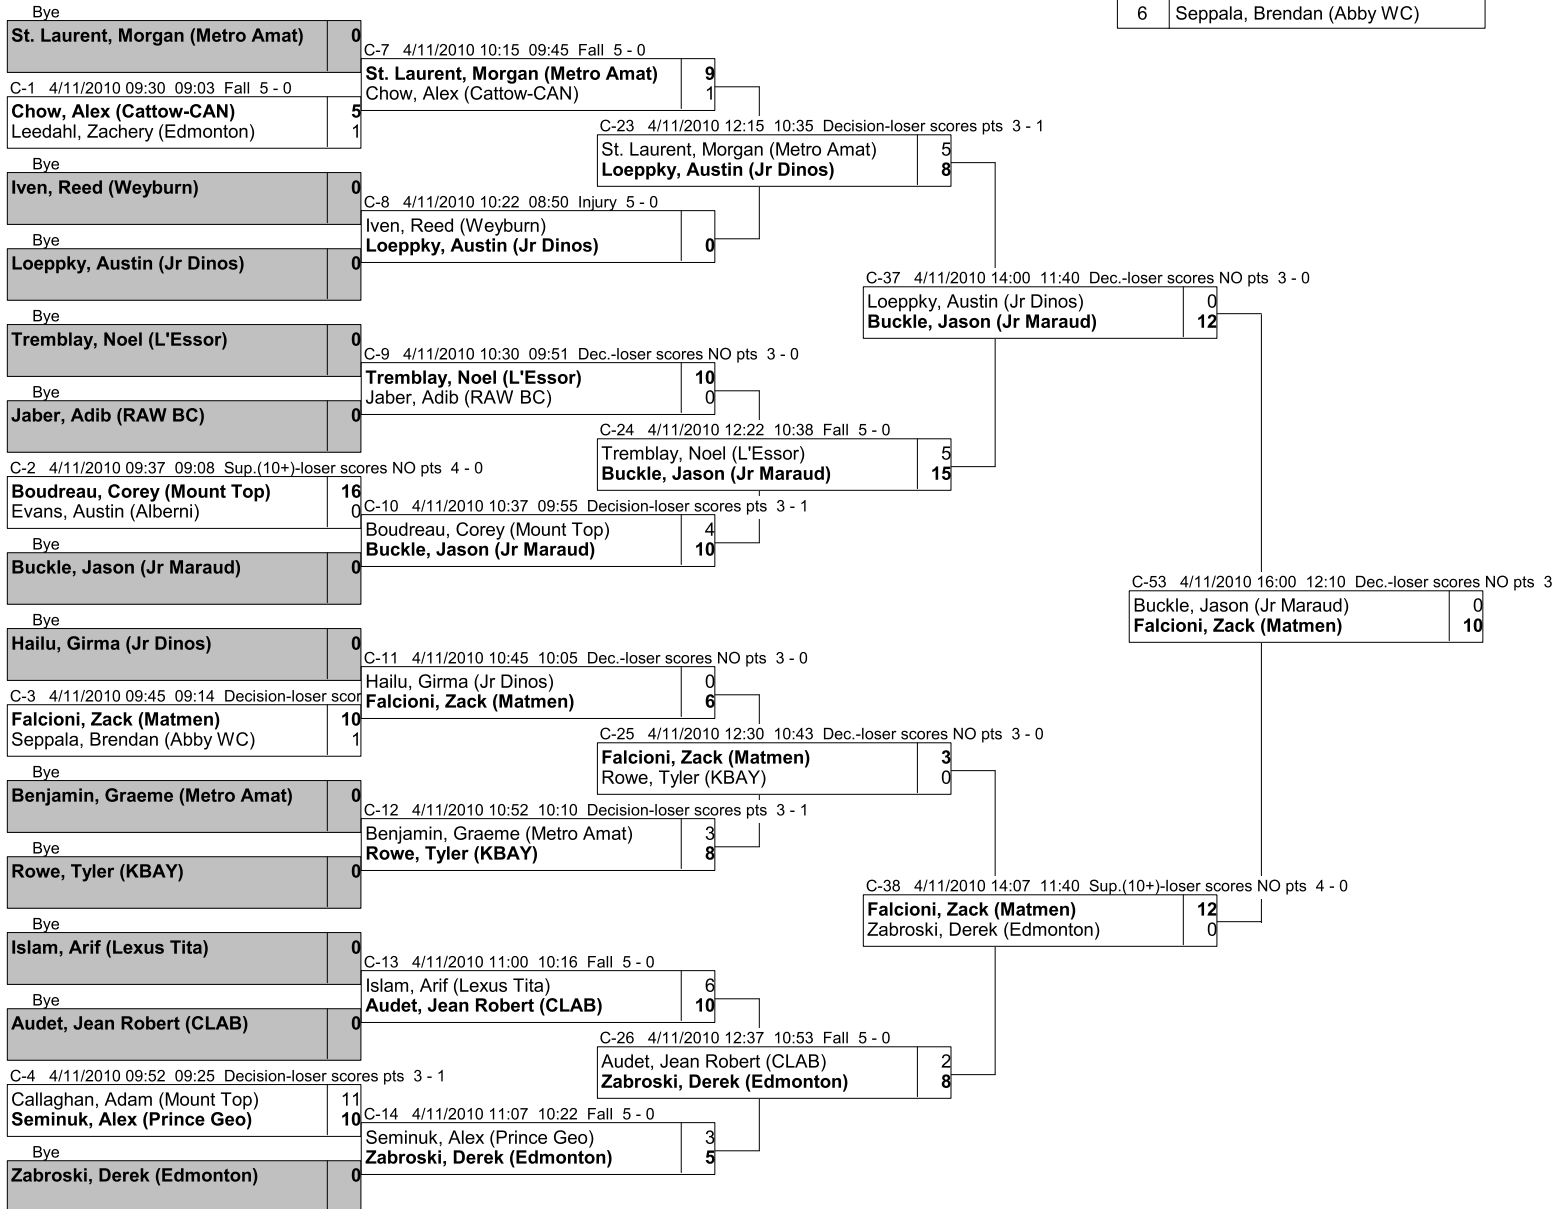 6 Seppala, Brendan (Abby WC)
Bye
St. Laurent, Morgan (Metro Amat) 0
C-1 4/11/2010 09:30 09:03 Fall 5 - 0
Chow, Alex (Cattow-CAN) 5
Leedahl, Zachery (Edmonton) 1
Bye
Iven, Reed (Weyburn) 0
Bye
Loeppky, Austin (Jr Dinos) 0
Bye
Tremblay, Noel (L'Essor) 0
Bye
Jaber, Adib (RAW BC) 0
C-2 4/11/2010 09:37 09:08 Sup.(10+)-loser scores NO pts 4 - 0
Boudreau, Corey (Mount Top) 16
Evans, Austin (Alberni) 0
Bye
Buckle, Jason (Jr Maraud) 0
Bye
Hailu, Girma (Jr Dinos) 0
C-3 4/11/2010 09:45 09:14 Decision-loser scor
Falcioni, Zack (Matmen) 10
Seppala, Brendan (Abby WC) 1
Bye
Benjamin, Graeme (Metro Amat) 0
Bye
Rowe, Tyler (KBAY) 0
Bye
Islam, Arif (Lexus Tita) 0
Bye
Audet, Jean Robert (CLAB) 0
C-4 4/11/2010 09:52 09:25 Decision-loser scores pts 3 - 1
Callaghan, Adam (Mount Top) 11
Seminuk, Alex (Prince Geo) 10
Bye
Zabroski, Derek (Edmonton) 0
C-7 4/11/2010 10:15 09:45 Fall 5 - 0
St. Laurent, Morgan (Metro Amat) 9
Chow, Alex (Cattow-CAN) 1
C-8 4/11/2010 10:22 08:50 Injury 5 - 0
Iven, Reed (Weyburn)
Loeppky, Austin (Jr Dinos) 0
C-9 4/11/2010 10:30 09:51 Dec.-loser scores NO pts 3 - 0
Tremblay, Noel (L'Essor) 10
Jaber, Adib (RAW BC) 0
C-10 4/11/2010 10:37 09:55 Decision-loser scores pts 3 - 1
Boudreau, Corey (Mount Top) 4
Buckle, Jason (Jr Maraud) 10
C-11 4/11/2010 10:45 10:05 Dec.-loser scores NO pts 3 - 0
Hailu, Girma (Jr Dinos) 0
Falcioni, Zack (Matmen) 6
C-12 4/11/2010 10:52 10:10 Decision-loser scores pts 3 - 1
Benjamin, Graeme (Metro Amat) 3
Rowe, Tyler (KBAY) 8
C-13 4/11/2010 11:00 10:16 Fall 5 - 0
Islam, Arif (Lexus Tita) 6
Audet, Jean Robert (CLAB) 10
C-14 4/11/2010 11:07 10:22 Fall 5 - 0
Seminuk, Alex (Prince Geo) 3
Zabroski, Derek (Edmonton) 5
C-23 4/11/2010 12:15 10:35 Decision-loser scores pts 3 - 1
St. Laurent, Morgan (Metro Amat) 5
Loeppky, Austin (Jr Dinos) 8
C-24 4/11/2010 12:22 10:38 Fall 5 - 0
Tremblay, Noel (L'Essor) 5
Buckle, Jason (Jr Maraud) 15
C-25 4/11/2010 12:30 10:43 Dec.-loser scores NO pts 3 - 0
Falcioni, Zack (Matmen) 3
Rowe, Tyler (KBAY) 0
C-26 4/11/2010 12:37 10:53 Fall 5 - 0
Audet, Jean Robert (CLAB) 2
Zabroski, Derek (Edmonton) 8
C-37 4/11/2010 14:00 11:40 Dec.-loser scores NO pts 3 - 0
Loeppky, Austin (Jr Dinos) 0
Buckle, Jason (Jr Maraud) 12
C-38 4/11/2010 14:07 11:40 Sup.(10+)-loser scores NO pts 4 - 0
Falcioni, Zack (Matmen) 12
Zabroski, Derek (Edmonton) 0
C-53 4/11/2010 16:00 12:10 Dec.-loser scores NO pts 3
Buckle, Jason (Jr Maraud) 0
Falcioni, Zack (Matmen) 10